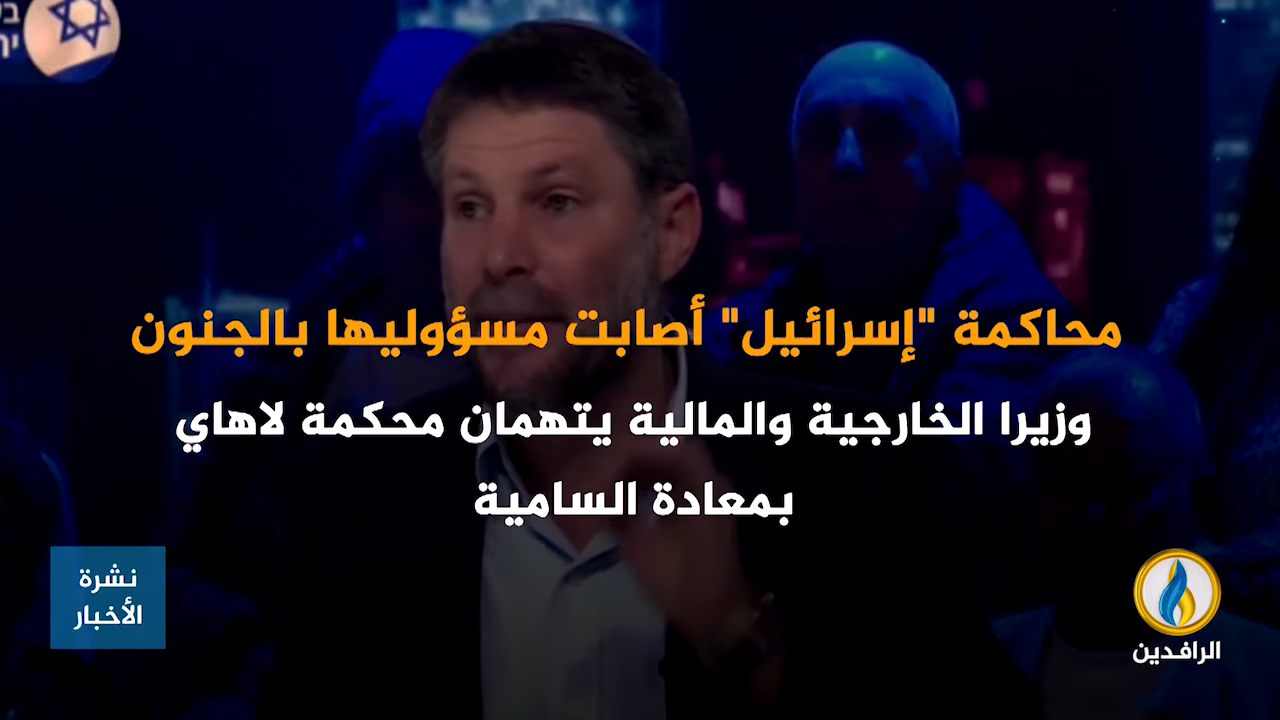 محاكمة "إسرائيل" أصابت مسؤوليها بالجنون
وزيرا الخارجية والمالية يتهمان محكمة لاهاي
بمعادة السامية
نشرة
الأخبار
الرافدين